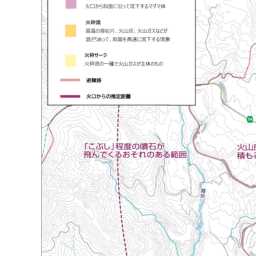 火口から斜面に沿って流下するマグマ体
火砕流
高温の岩石片、火山灰、火山ガスなどが
混ざりあって、斜面を高速に流下する現象
火砕サージ
火砕流の一種で火山ガスが主体のもの
避難路
火口からの推定距離
「こぶし」程度の噴石が
飛んでくるおそれのある範囲
火山
積も